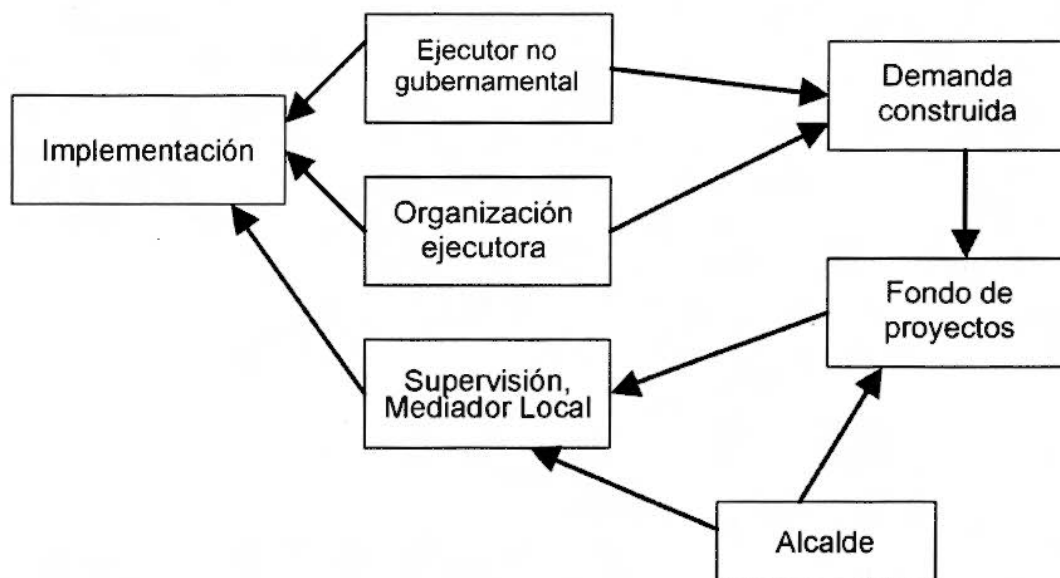 Ejecutor no
gubernamental
Demanda
construida
Implementación
Organización
ejecutora
Fondo de
proyectos
Supervisión,
Mediador Local
Alcalde